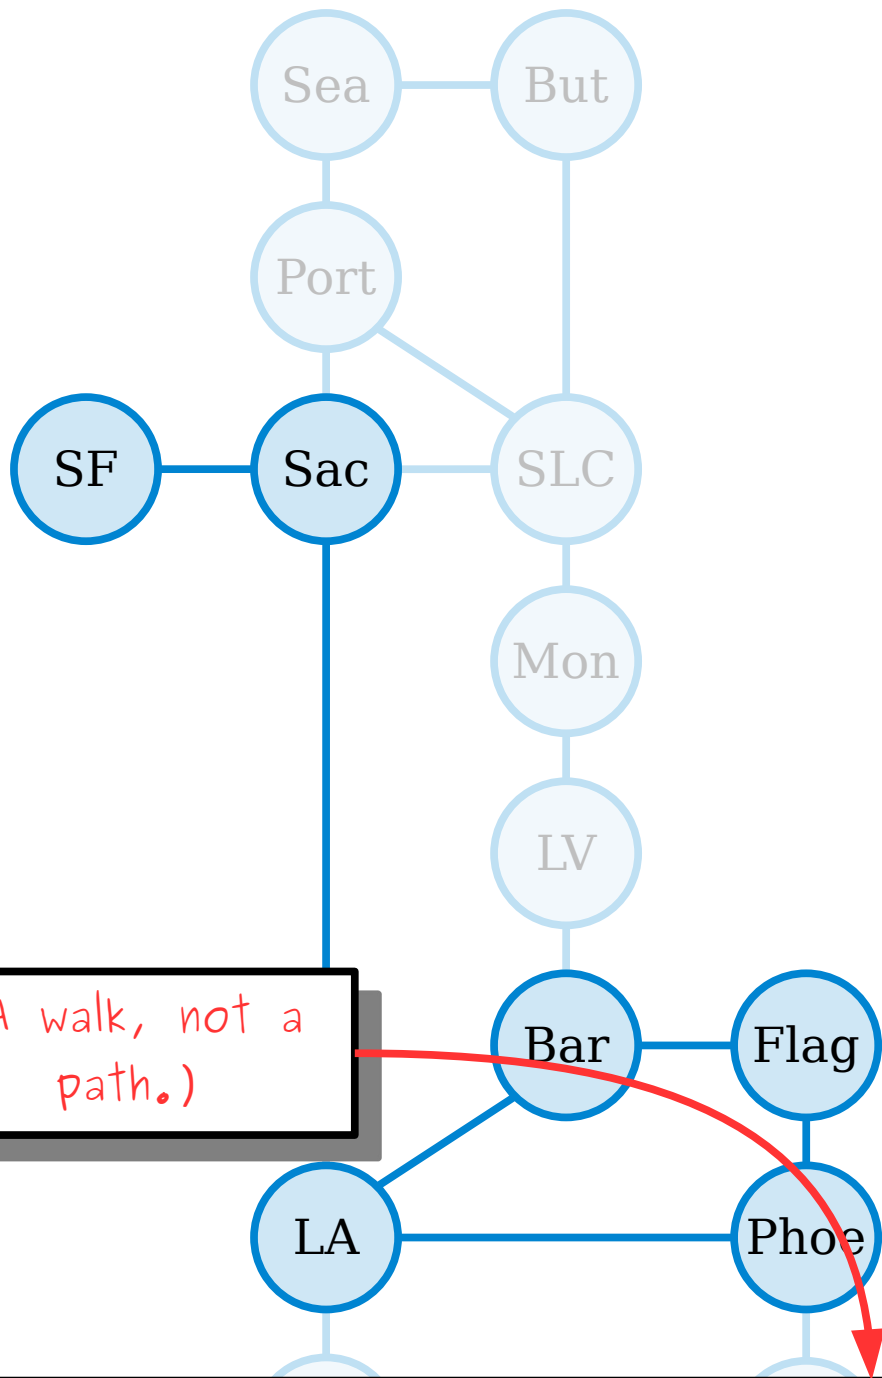 Sea But
Port
SF Sac SLC
Mon
LV
walk, not a
path.)
Bar Flag
LA Phoe